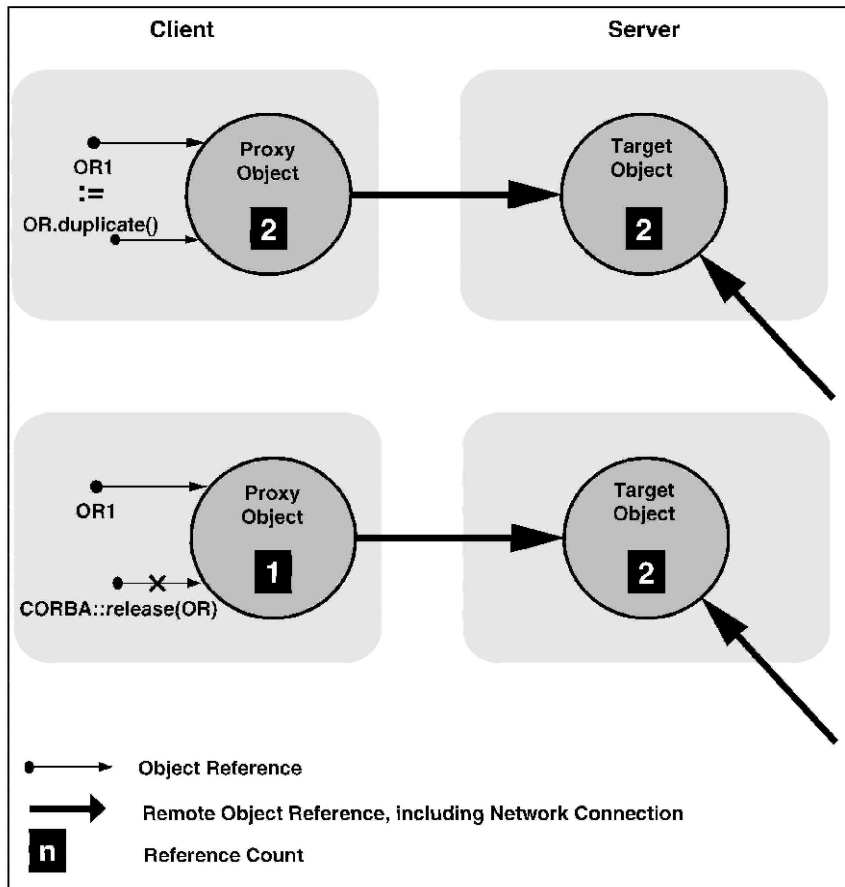 Client
Server
OR1
:=
OR.duplicate()
Proxy
Object
2
Target
Object
2
OR1
CORBA::release(OR)
Proxy
Object
1
Target
Object
2
Object Reference
Remote Object Reference, including Network Connection
n
Reference Count